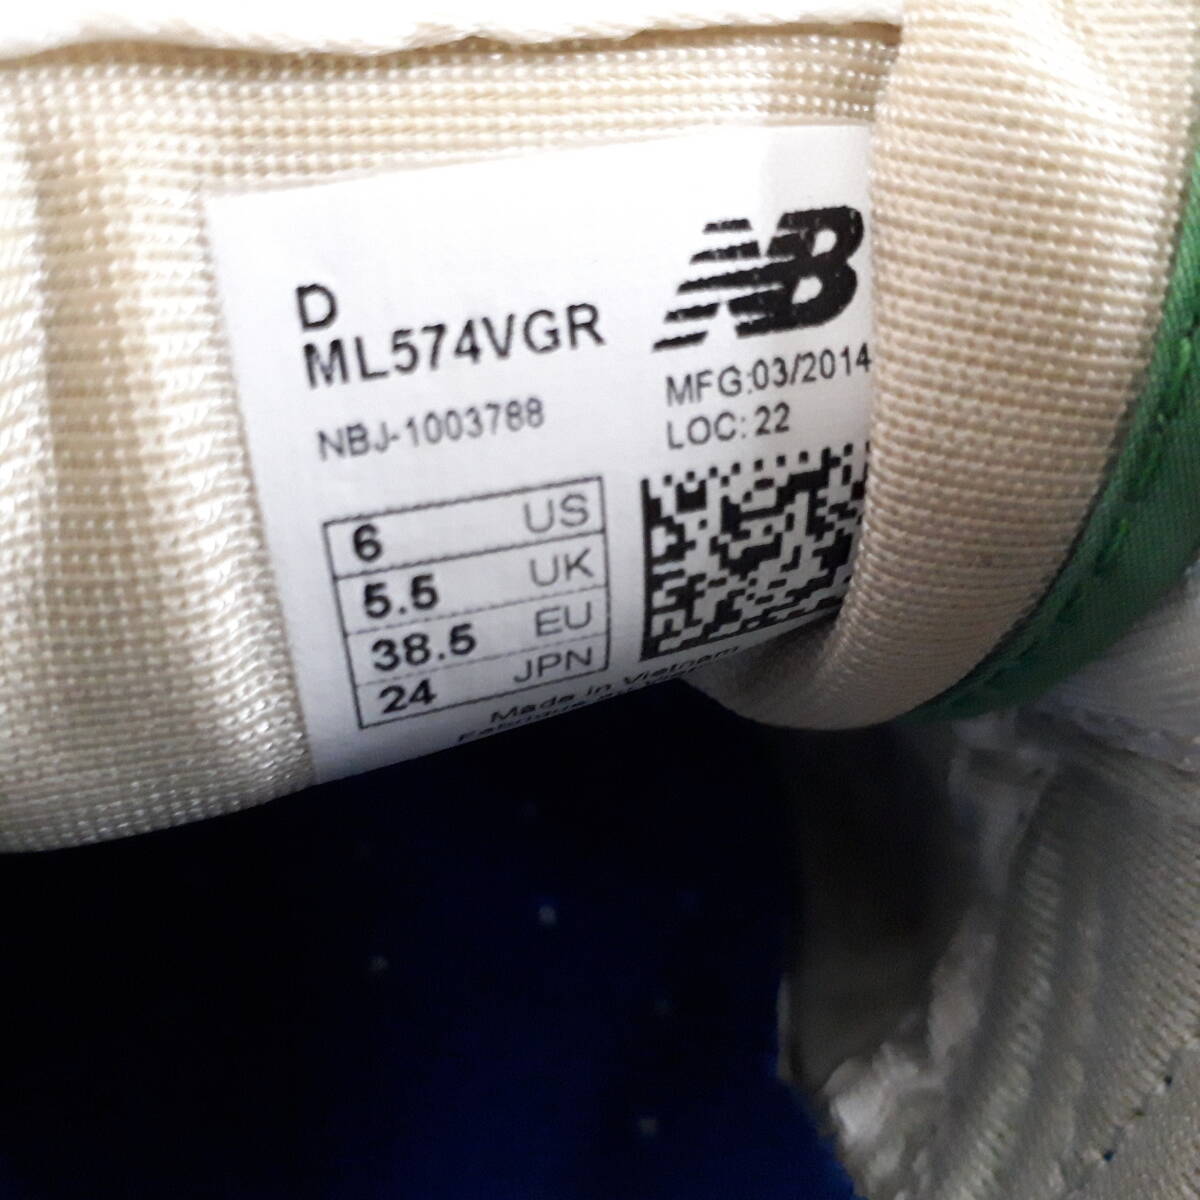 D
ML574VGR
NBJ-1003788
NB
MFG:03/2014
LOC: 22
6 US
5.5 UK
38.5 EU
24 JPN
Made in Vietnam